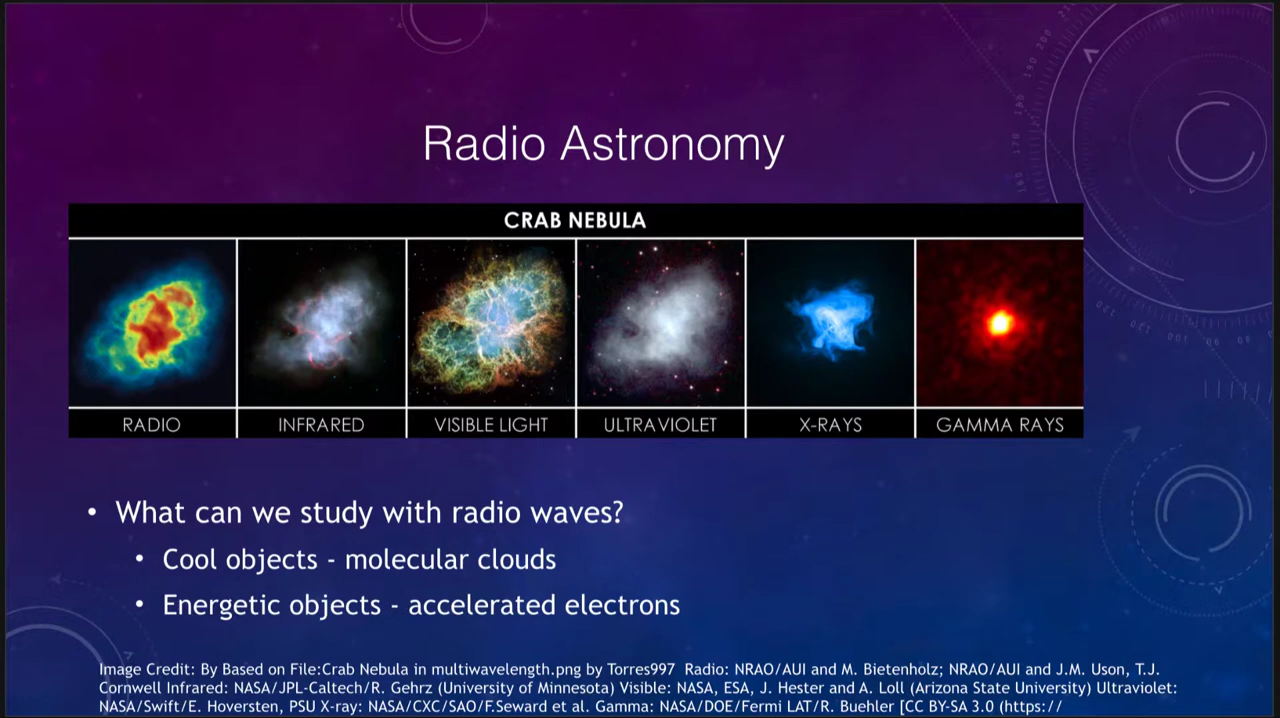 Radio Astronomy
CRAB NEBULA
RADIO
INFRARED
VISIBLE LIGHT
ULTRAVIOLET
X-RAYS
GAMMA RAYS
• What can we study with radio waves?
• Cool objects - molecular clouds
• Energetic objects - accelerated electrons
Image Credit: By Based on File:Crab Nebula in multiwavelength.png by Torres997 Radio: NRAO/AUI and M. Bietenholz; NRAO/AUI and J.M. Uson, T.J.
Cornwell Infrared: NASA/JPL-Caltech/R. Gehrz (University of Minnesota) Visible: NASA, ESA, J. Hester and A. Loll (Arizona State University) Ultraviolet:
NASA/Swift/E. Hoversten, PSU X-ray: NASA/CXC/SAO/F.Seward et al. Gamma: NASA/DOE/Fermi LAT/R. Buehler [CC BY-SA 3.0 (https://